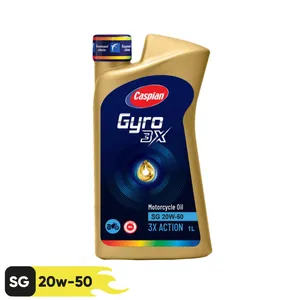 Caspian
Gyro
3X
Motorcycle Oil
SG 20W-50
3X ACTION 1L
SG 20w-50